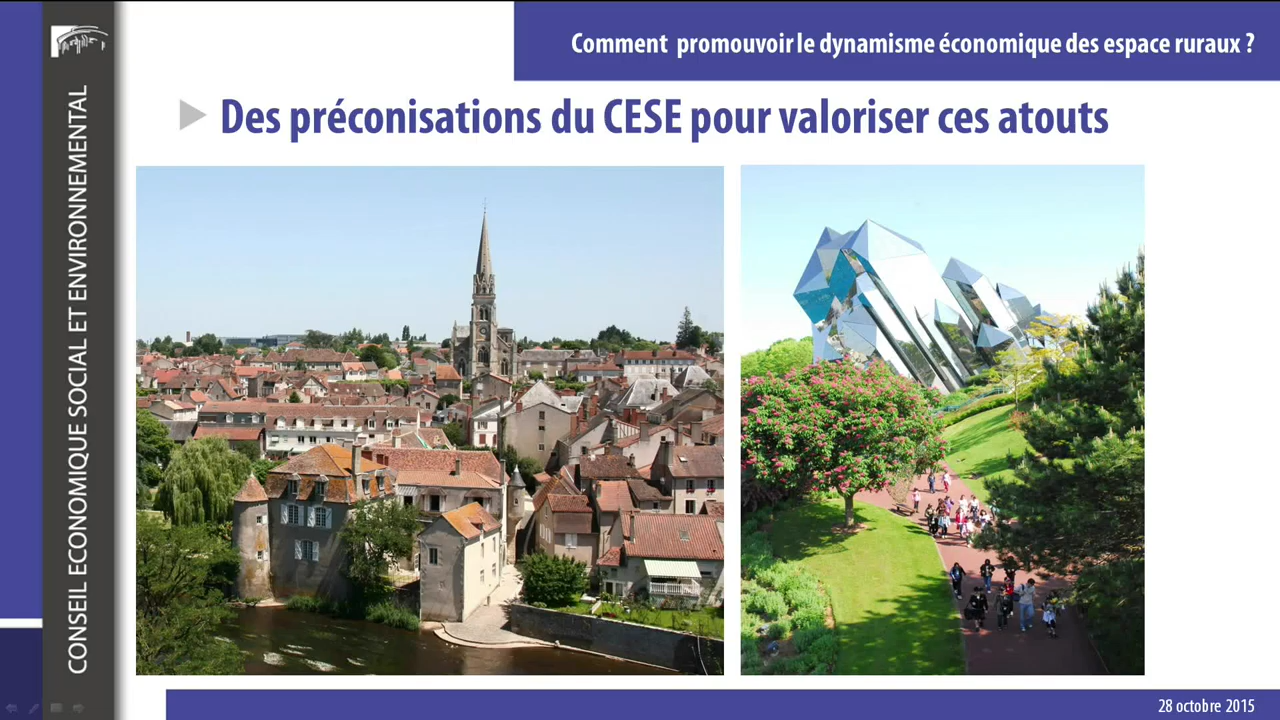 Comment promouvoir le dynamisme économique des espace ruraux ?
Des préconisations du CESE pour valoriser ces atouts
CONSEIL ECONOMIQUE SOCIAL ET ENVIRONNEMENTAL
28 octobre 2015